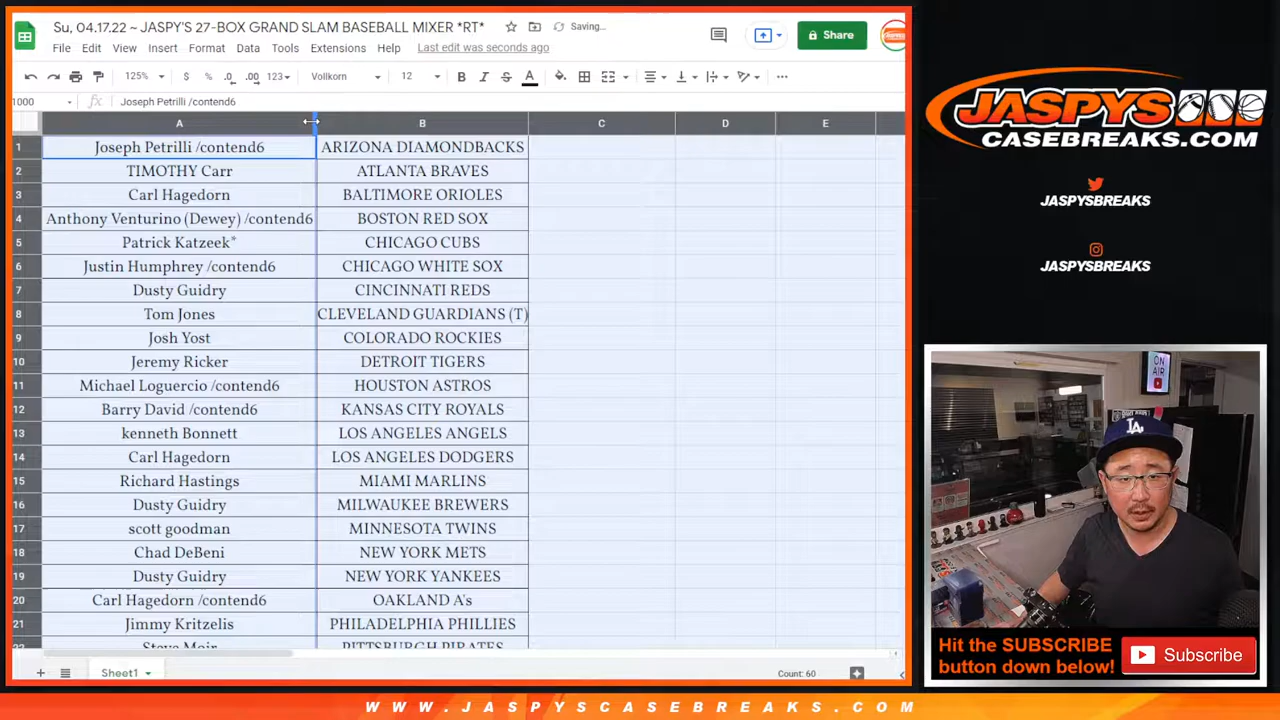 Su, 04.17.22 ~ JASPY'S 27-BOX GRAND SLAM BASEBALL MIXER *RT*
Saving...
File Edit View Insert Format Data Tools Extensions Help Last edit was seconds ago
Share
125% $ % .0 .00 123 Vollkorn 12 B I S A
1000 fx Joseph Petrilli /contend6
A B C D E
1 Joseph Petrilli /contend6 ARIZONA DIAMONDBACKS
2 TIMOTHY Carr ATLANTA BRAVES
3 Carl Hagedorn BALTIMORE ORIOLES
4 Anthony Venturino (Dewey) /contend6 BOSTON RED SOX
5 Patrick Katzeek* CHICAGO CUBS
6 Justin Humphrey /contend6 CHICAGO WHITE SOX
7 Dusty Guidry CINCINNATI REDS
8 Tom Jones CLEVELAND GUARDIANS (T)
9 Josh Yost COLORADO ROCKIES
10 Jeremy Ricker DETROIT TIGERS
11 Michael Loguercio /contend6 HOUSTON ASTROS
12 Barry David /contend6 KANSAS CITY ROYALS
13 kenneth Bonnett LOS ANGELES ANGELS
14 Carl Hagedorn LOS ANGELES DODGERS
15 Richard Hastings MIAMI MARLINS
16 Dusty Guidry MILWAUKEE BREWERS
17 scott goodman MINNESOTA TWINS
18 Chad DeBeni NEW YORK METS
19 Dusty Guidry NEW YORK YANKEES
20 Carl Hagedorn /contend6 OAKLAND A's
21 Jimmy Kritzelis PHILADELPHIA PHILLIES
22 Steve Moir PITTSBURGH PIRATES
Sheet1
Count: 60
JASPYS
CASEBREAKS.COM
JASPYSBREAKS
JASPYSBREAKS
ON
AIR
LA
Hit the SUBSCRIBE
button down below!
Subscribe
WWW.JASPYSCASEBREAKS.COM